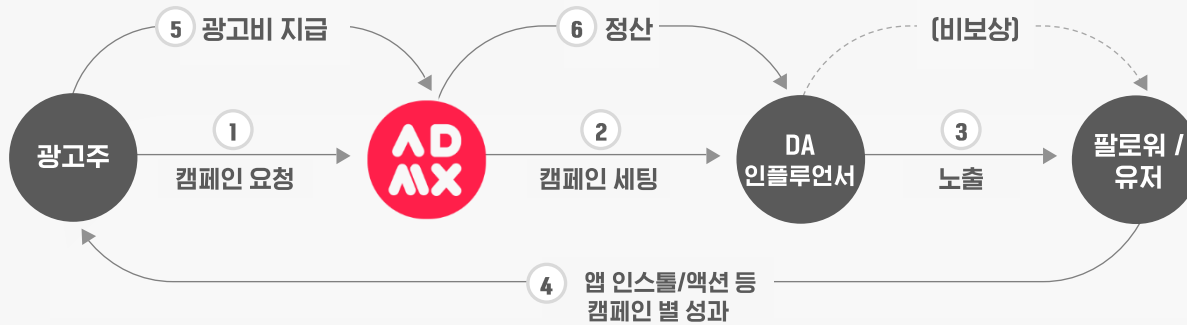 5 광고비 지급
6 정산
(비보상)
광고주
1
캠페인 요청
AD
MX
2
캠페인 세팅
DA
인플루언서
3
노출
팔로워 /
유저
4 앱 인스톨/액션 등
캠페인 별 성과